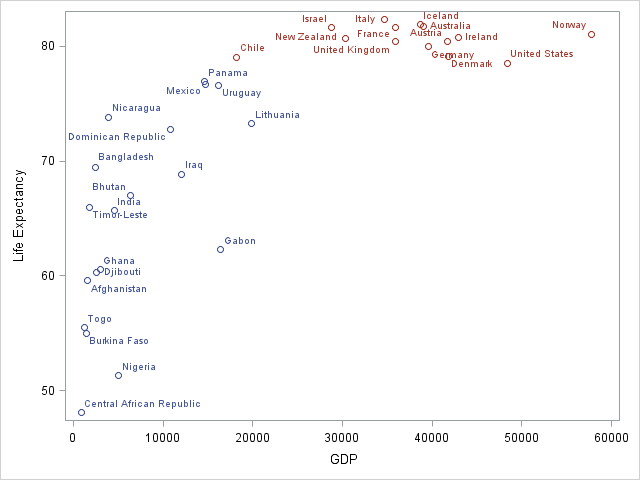 Israel
Italy
Iceland
Australia
Norway
New Zealand
France
Austria
Ireland
United Kingdom
Germany
United States
Denmark
Chile
Panama
Mexico
Uruguay
Nicaragua
Lithuania
Dominican Republic
Bangladesh
Iraq
Bhutan
India
Timor-Leste
Gabon
Ghana
Djibouti
Afghanistan
Togo
Burkina Faso
Nigeria
Central African Republic
80
70
60
50
Life Expectancy
0 10000 20000 30000 40000 50000 60000
GDP